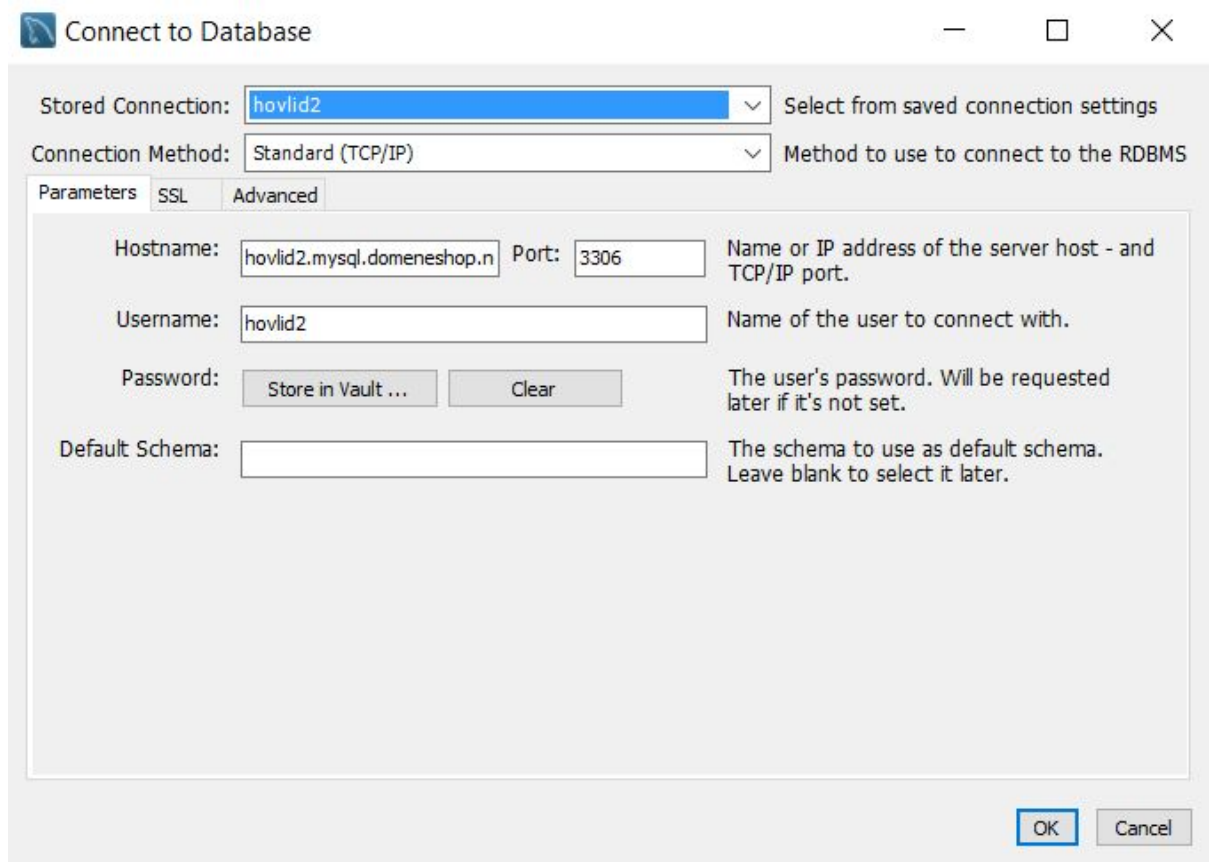 Connect to Database
Stored Connection: hovlid2 Select from saved connection settings
Connection Method: Standard (TCP/IP) Method to use to connect to the RDBMS
Parameters SSL Advanced
Hostname: hovlid2.mysql.domeneshop.n Port: 3306 Name or IP address of the server host - and
TCP/IP port.
Username: hovlid2 Name of the user to connect with.
Password: Store in Vault ... Clear The user's password. Will be requested
later if it's not set.
Default Schema: The schema to use as default schema.
Leave blank to select it later.
OK Cancel